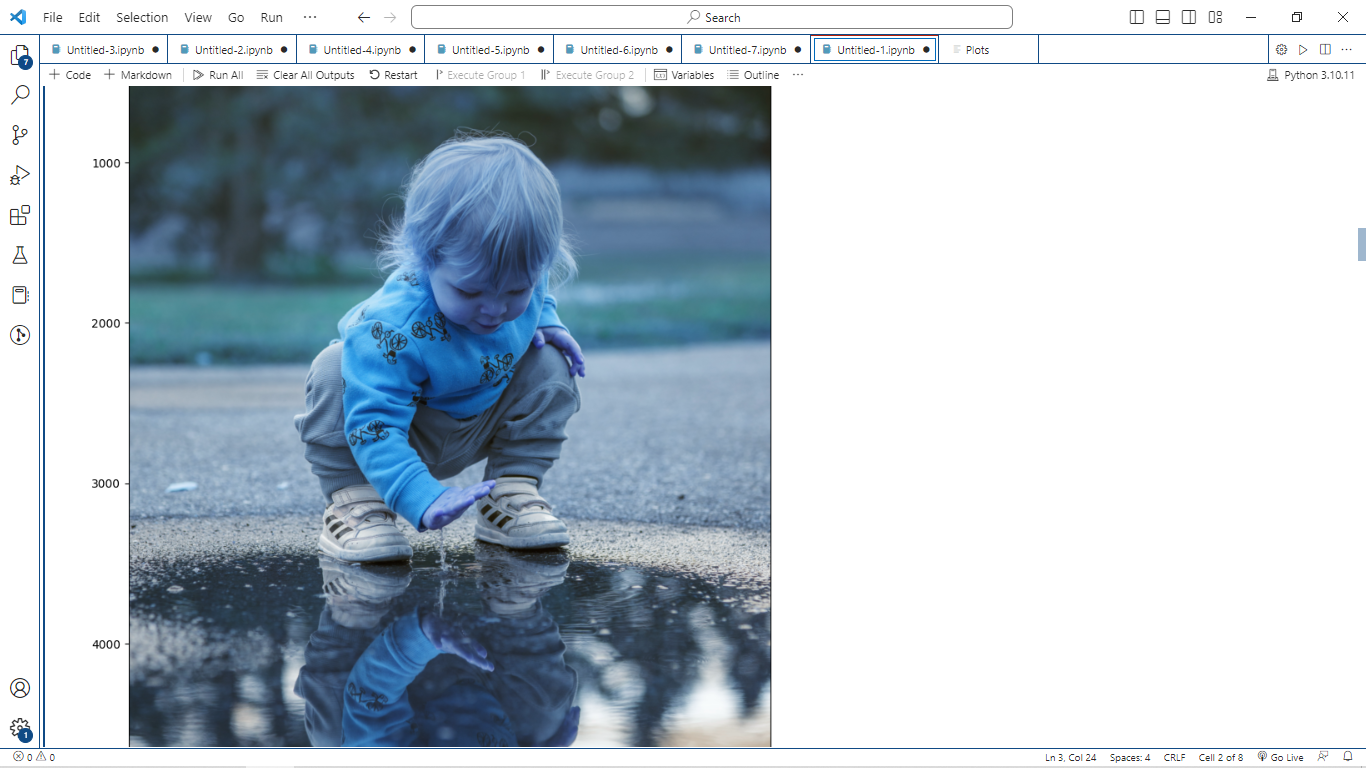 File Edit Selection View Go Run ··· Search
Untitled-3.ipynb Untitled-2.ipynb Untitled-4.ipynb Untitled-5.ipynb Untitled-6.ipynb Untitled-7.ipynb Untitled-1.ipynb Plots
7
+ Code + Markdown Run All Clear All Outputs Restart Execute Group 1 Execute Group 2 Variables Outline ··· Python 3.10.11
1000
2000
3000
4000
1
0 0 Ln 3, Col 24 Spaces: 4 CRLF Cell 2 of 8 Go Live